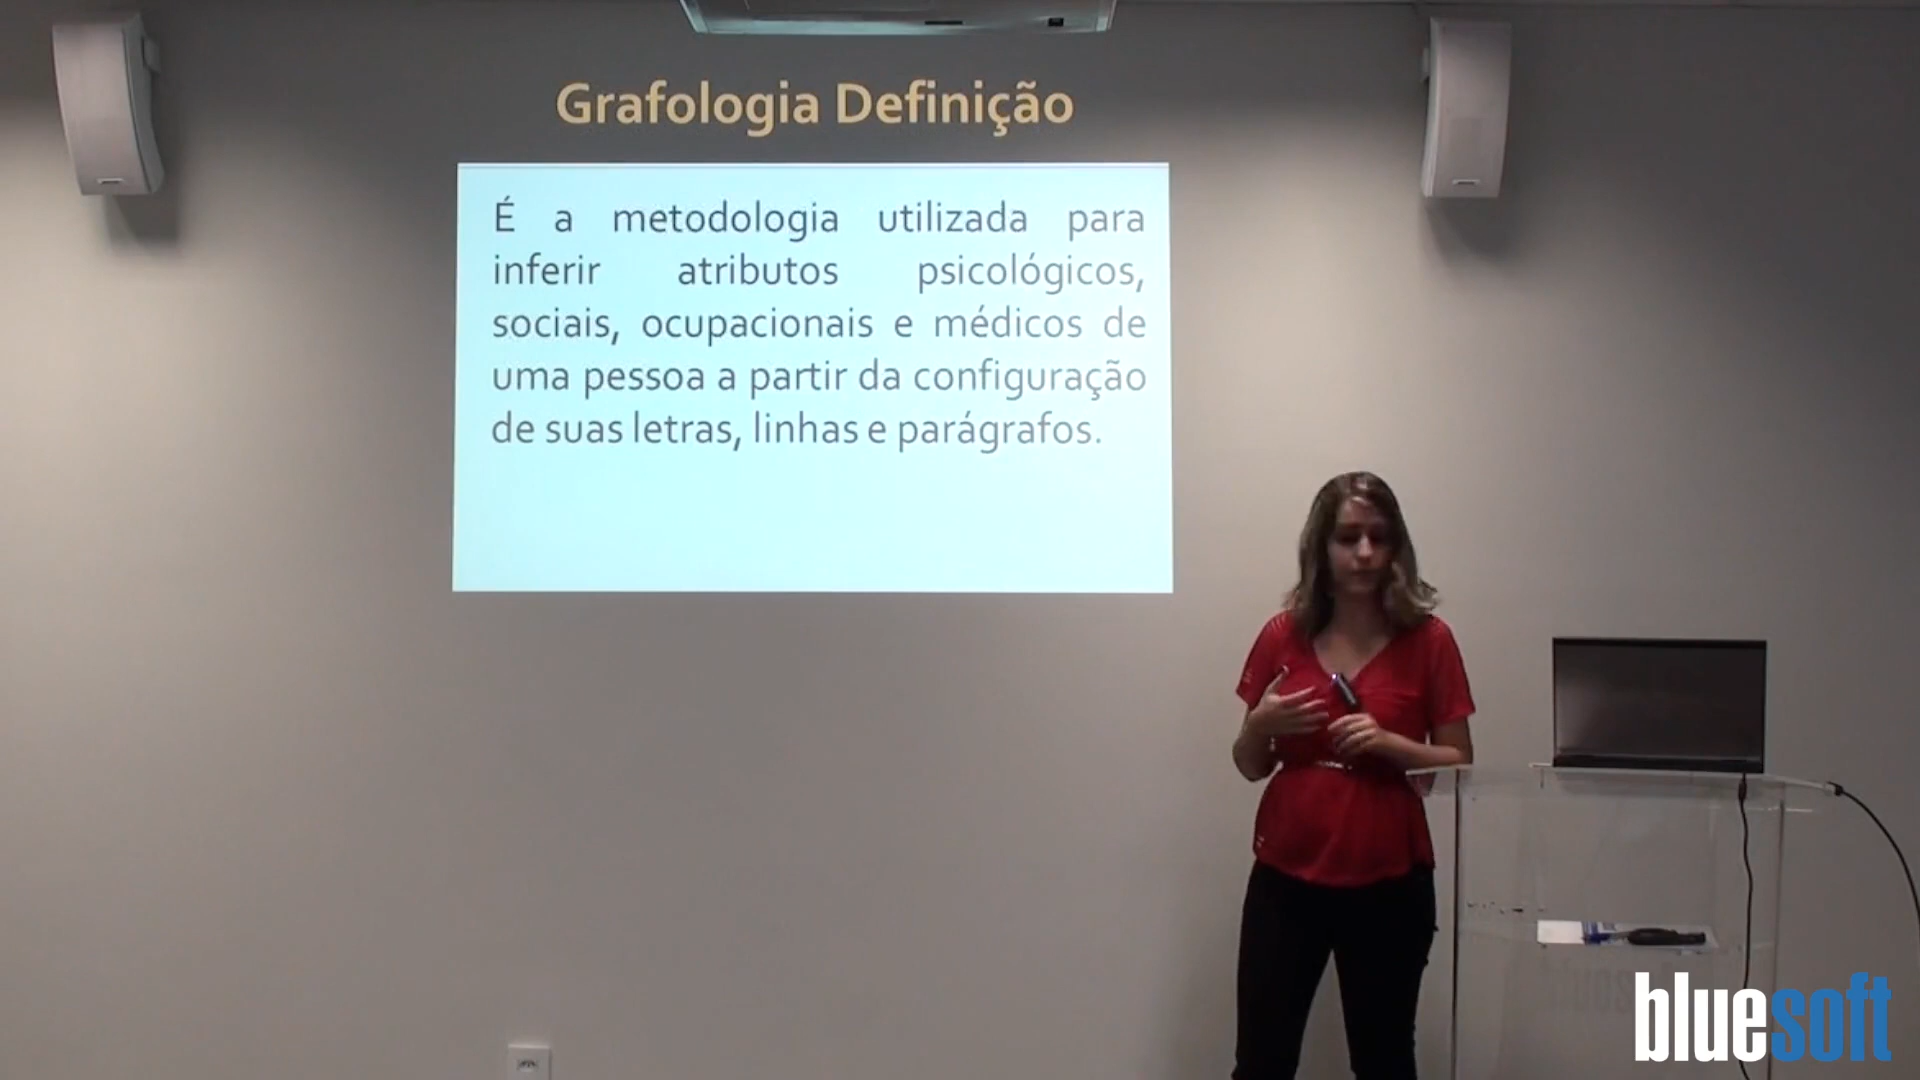 Grafologia Definição
É a metodologia utilizada para
inferir atributos psicológicos,
sociais, ocupacionais e médicos de
uma pessoa a partir da configuração
de suas letras, linhas e parágrafos.
bluesoft